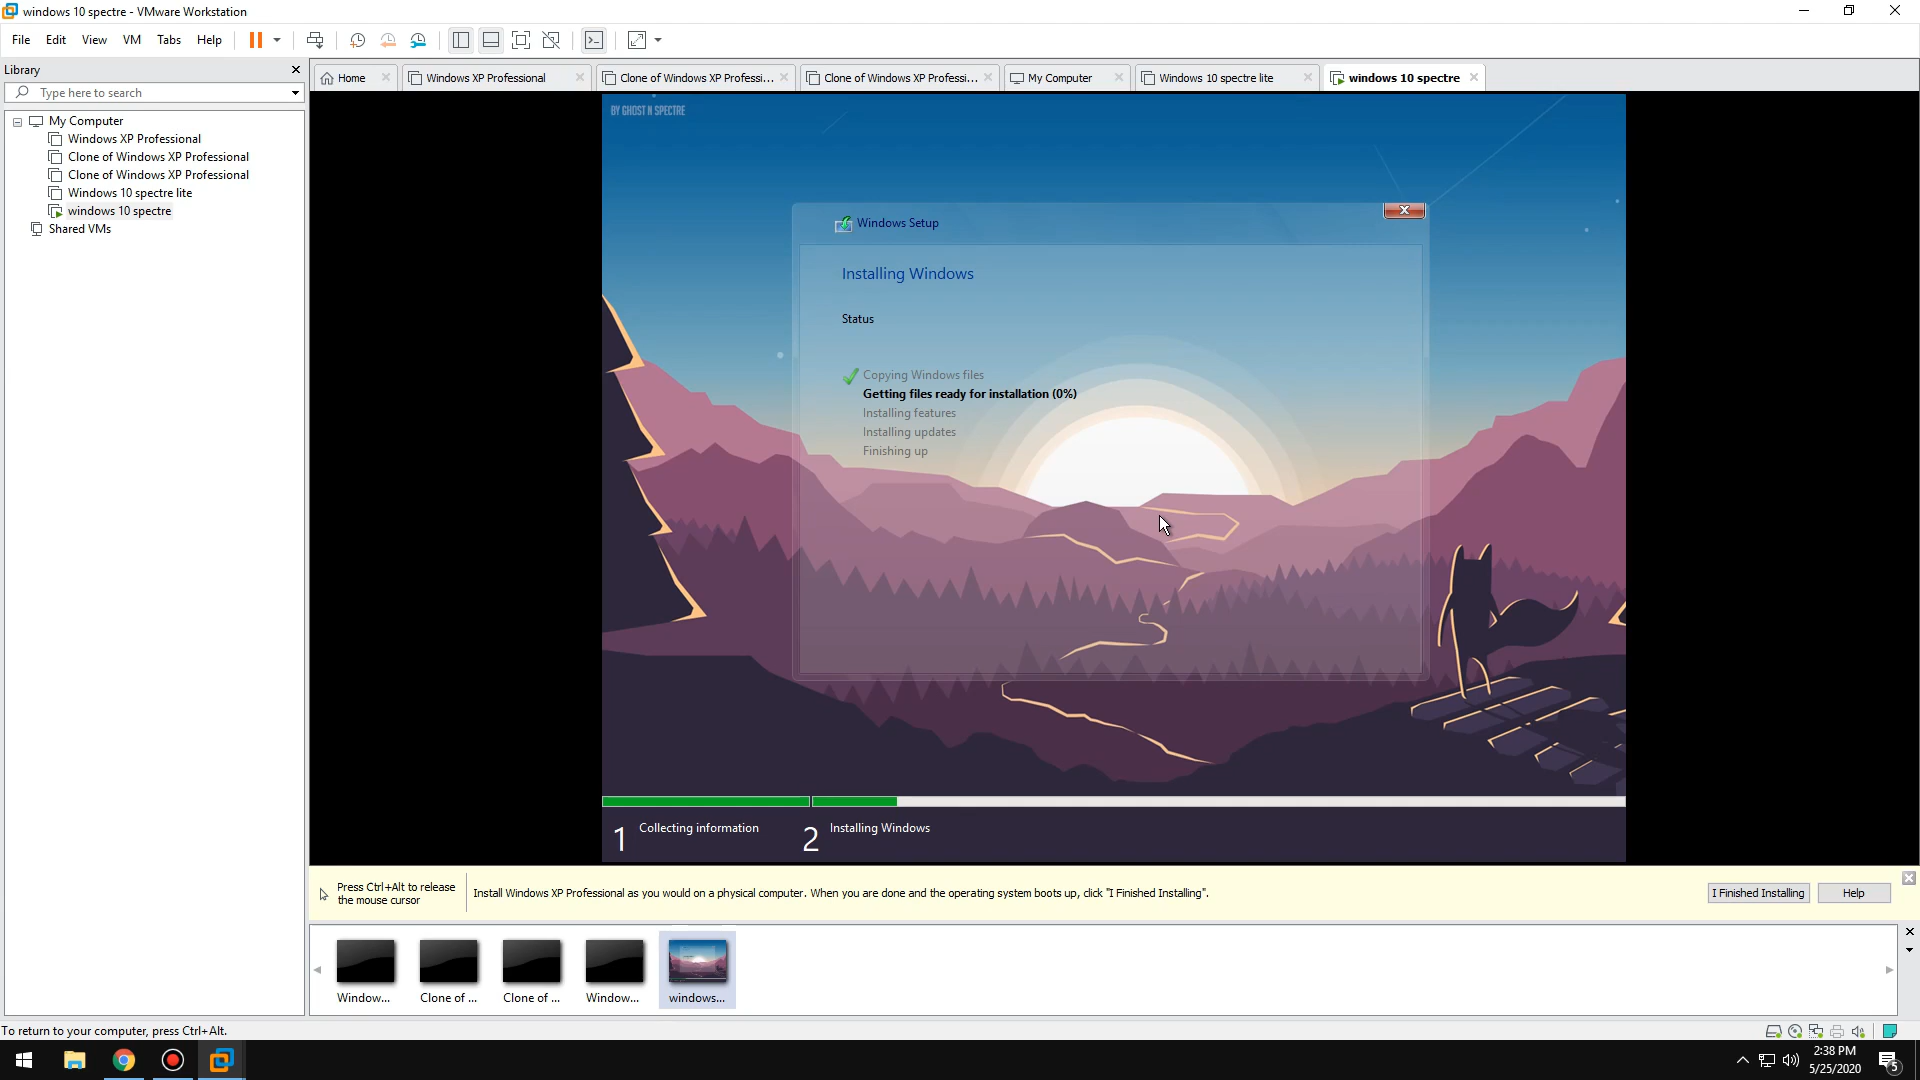 windows 10 spectre - VMware Workstation
File Edit View VM Tabs Help
Library
Type here to search
My Computer
Windows XP Professional
Clone of Windows XP Professional
Clone of Windows XP Professional
Windows 10 spectre lite
windows 10 spectre
Shared VMs
Home
Windows XP Professional
Clone of Windows XP Professi...
Clone of Windows XP Professi...
My Computer
Windows 10 spectre lite
windows 10 spectre
BY GHOST N SPECTRE
Windows Setup
Installing Windows
Status
Copying Windows files
Getting files ready for installation (0%)
Installing features
Installing updates
Finishing up
1 Collecting information
2 Installing Windows
Press Ctrl+Alt to release
the mouse cursor
Install Windows XP Professional as you would on a physical computer. When you are done and the operating system boots up, click "I Finished Installing".
I Finished Installing
Help
Window...
Clone of ...
Clone of ...
Window...
windows...
To return to your computer, press Ctrl+Alt.
2:38 PM
5/25/2020
5